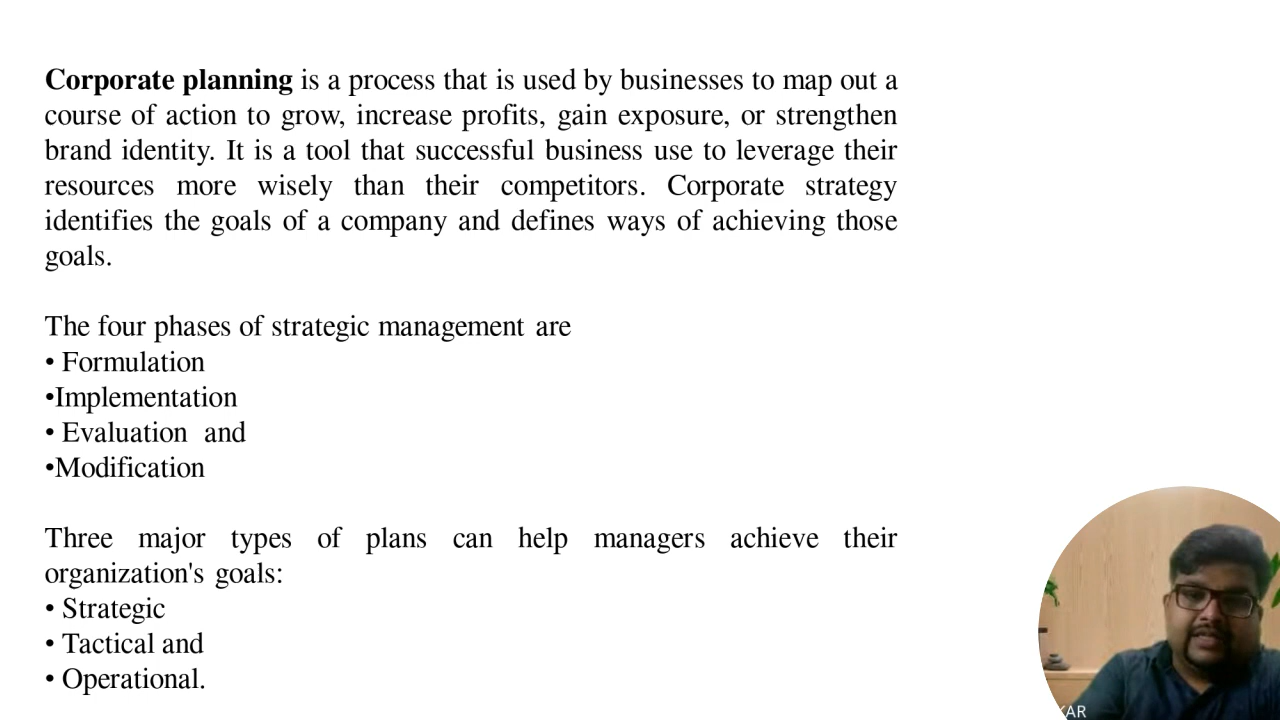 Corporate planning is a process that is used by businesses to map out a
course of action to grow, increase profits, gain exposure, or strengthen
brand identity. It is a tool that successful business use to leverage their
resources more wisely than their competitors. Corporate strategy
identifies the goals of a company and defines ways of achieving those
goals.
The four phases of strategic management are
• Formulation
•Implementation
• Evaluation and
•Modification
Three major types of plans can help managers achieve their
organization's goals:
• Strategic
• Tactical and
• Operational.
KAR